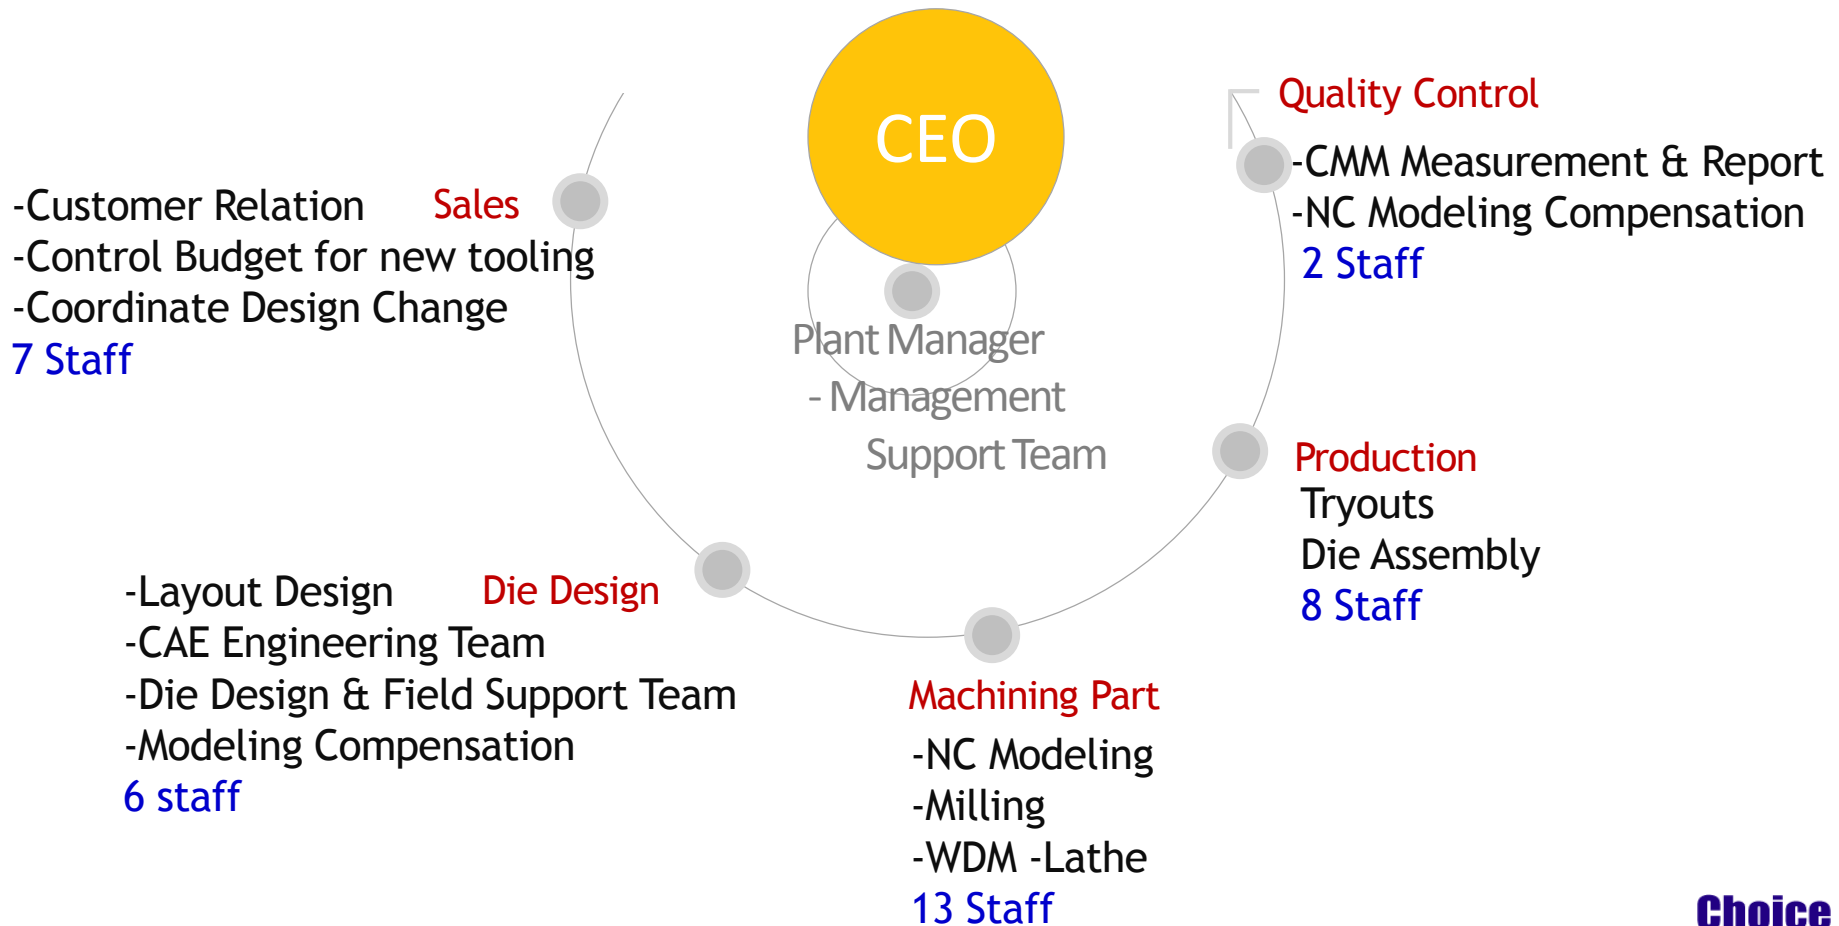 CEO
Plant Manager
- Management
Support Team
-Customer Relation Sales
-Control Budget for new tooling
-Coordinate Design Change
7 Staff
-Layout Design Die Design
-CAE Engineering Team
-Die Design & Field Support Team
-Modeling Compensation
6 staff
Machining Part
-NC Modeling
-Milling
-WDM -Lathe
13 Staff
Production
Tryouts
Die Assembly
8 Staff
Quality Control
-CMM Measurement & Report
-NC Modeling Compensation
2 Staff
Choice